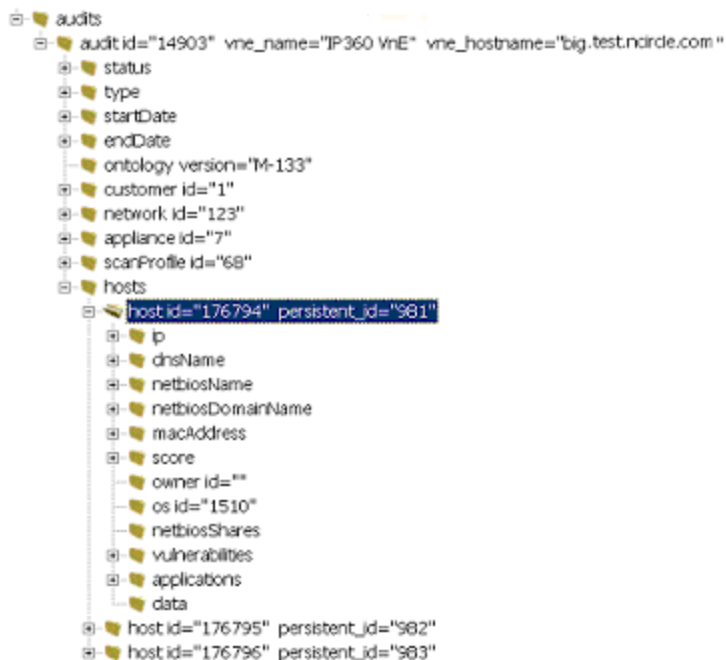 audits
audit id="14903" vne_name="IP360 VnE" vne_hostname="big.test.ncircle.com"
status
type
startDate
endDate
ontology version="M-133"
customer id="1"
network id="123"
appliance id="7"
scanProfile id="68"
hosts
host id="176794" persistent_id="981"
ip
dnsName
netbiosName
netbiosDomainName
macAddress
score
owner id=""
os id="1510"
netbiosShares
vulnerabilities
applications
data
host id="176795" persistent_id="982"
host id="176796" persistent_id="983"